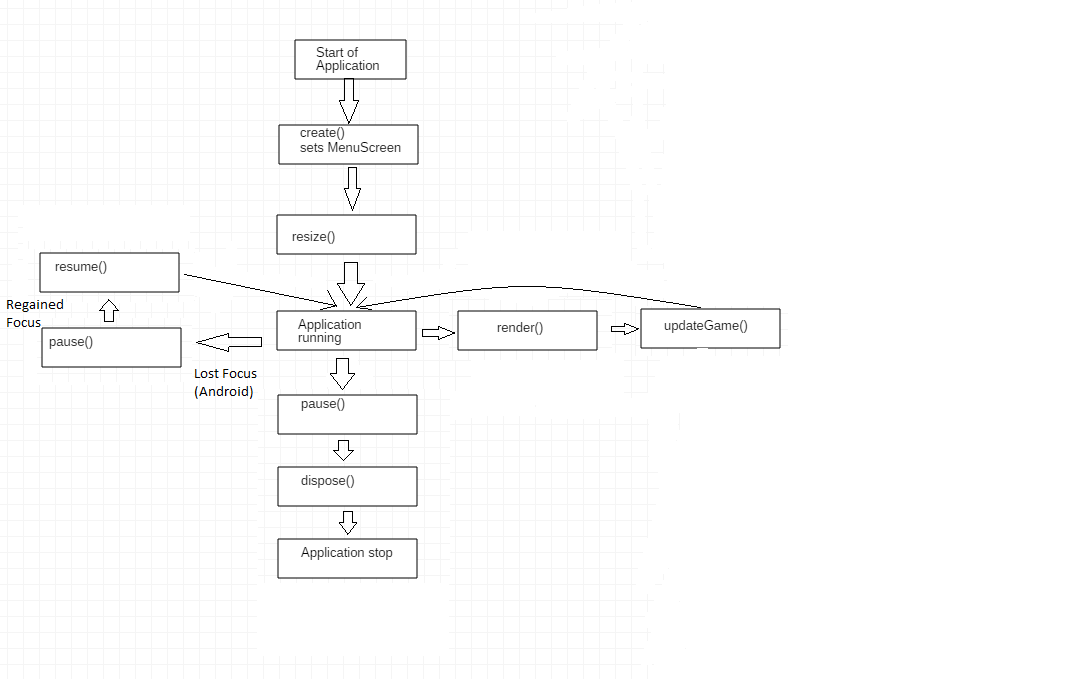 Start of
Application
create()
sets MenuScreen
resize()
resume()
Regained
Focus
pause()
Lost Focus
(Android)
Application
running
render()
updateGame()
pause()
dispose()
Application stop